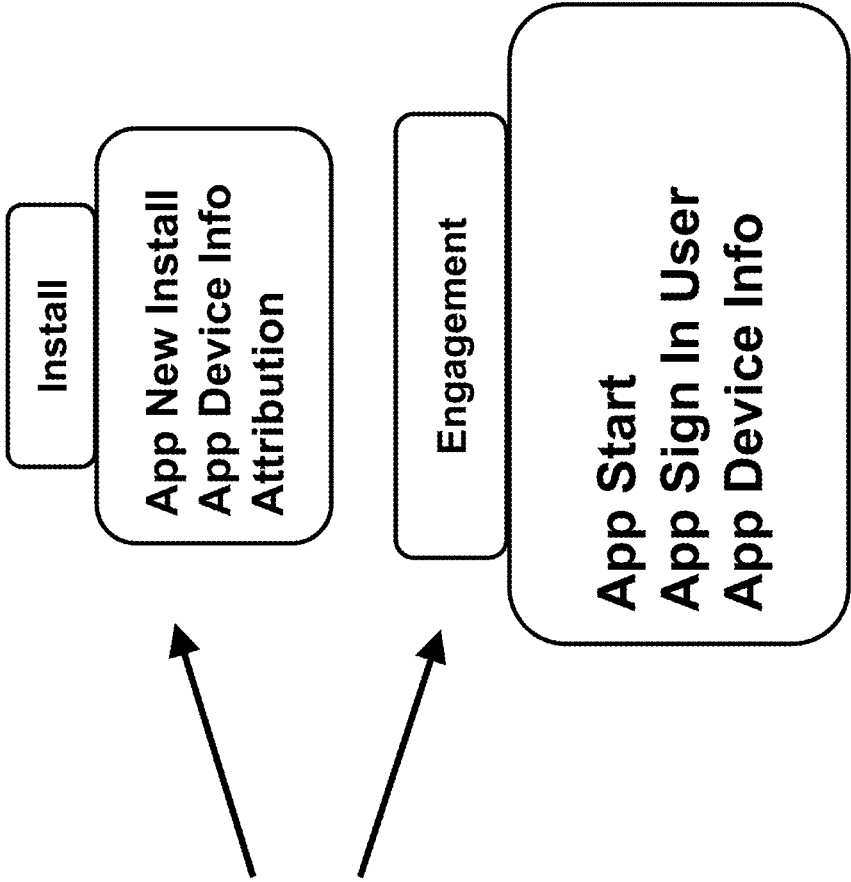 Install
App New Install
App Device Info
Attribution
Engagement
App Start
App Sign In User
App Device Info